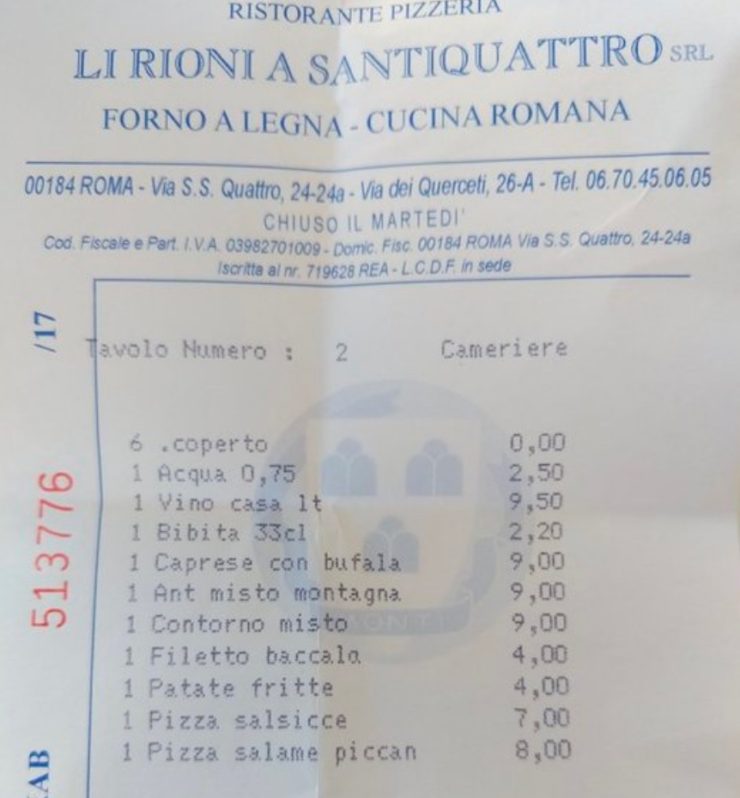 RISTORANTE PIZZERIA
LI RIONI A SANTIQUATTRO SRL
FORNO A LEGNA - CUCINA ROMANA
00184 ROMA - Via S.S. Quattro, 24-24a - Via dei Querceti, 26-A - Tel. 06.70.45.06.05
CHIUSO IL MARTEDI'
Cod. Fiscale e Part. I.V.A. 03982701009 - Domic. Fisc. 00184 ROMA Via S.S. Quattro, 24-24a
Iscritta al nr. 719628 REA - L.C.D.F. in sede
/17
Tavolo Numero : 2 Cameriere
6 .coperto 0,00
1 Acqua 0,75 2,50
1 Vino casa lt 9,50
1 Bibita 33cl 2,20
1 Caprese con bufala 9,00
1 Ant misto montagna 9,00
1 Contorno misto 9,00
1 Filetto baccala 4,00
1 Patate fritte 4,00
1 Pizza salsicce 7,00
1 Pizza salame piccan 8,00
MONTI
513776